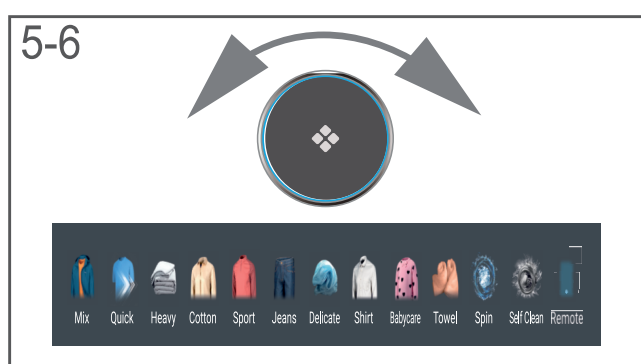 5-6
Mix Quick Heavy Cotton Sport Jeans Delicate Shirt Babycare Towel Spin Self Clean Remote